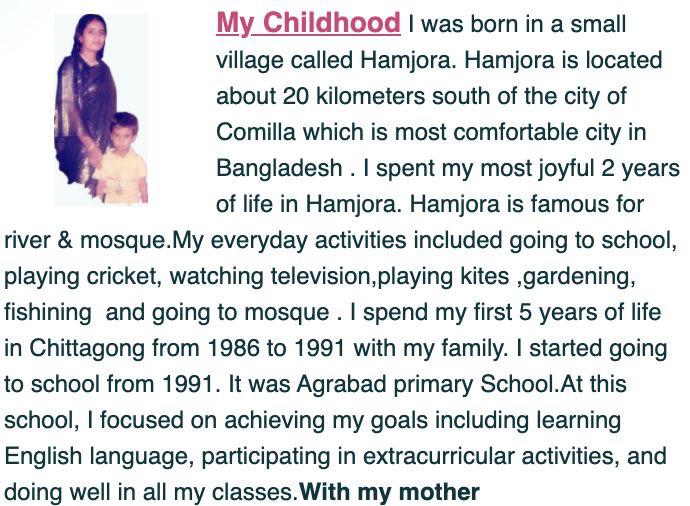 My Childhood I was born in a small
village called Hamjora. Hamjora is located
about 20 kilometers south of the city of
Comilla which is most comfortable city in
Bangladesh . I spent my most joyful 2 years
of life in Hamjora. Hamjora is famous for
river & mosque.My everyday activities included going to school,
playing cricket, watching television,playing kites ,gardening,
fishining  and going to mosque . I spend my first 5 years of life
in Chittagong from 1986 to 1991 with my family. I started going
to school from 1991. It was Agrabad primary School.At this
school, I focused on achieving my goals including learning
English language, participating in extracurricular activities, and
doing well in all my classes.With my mother